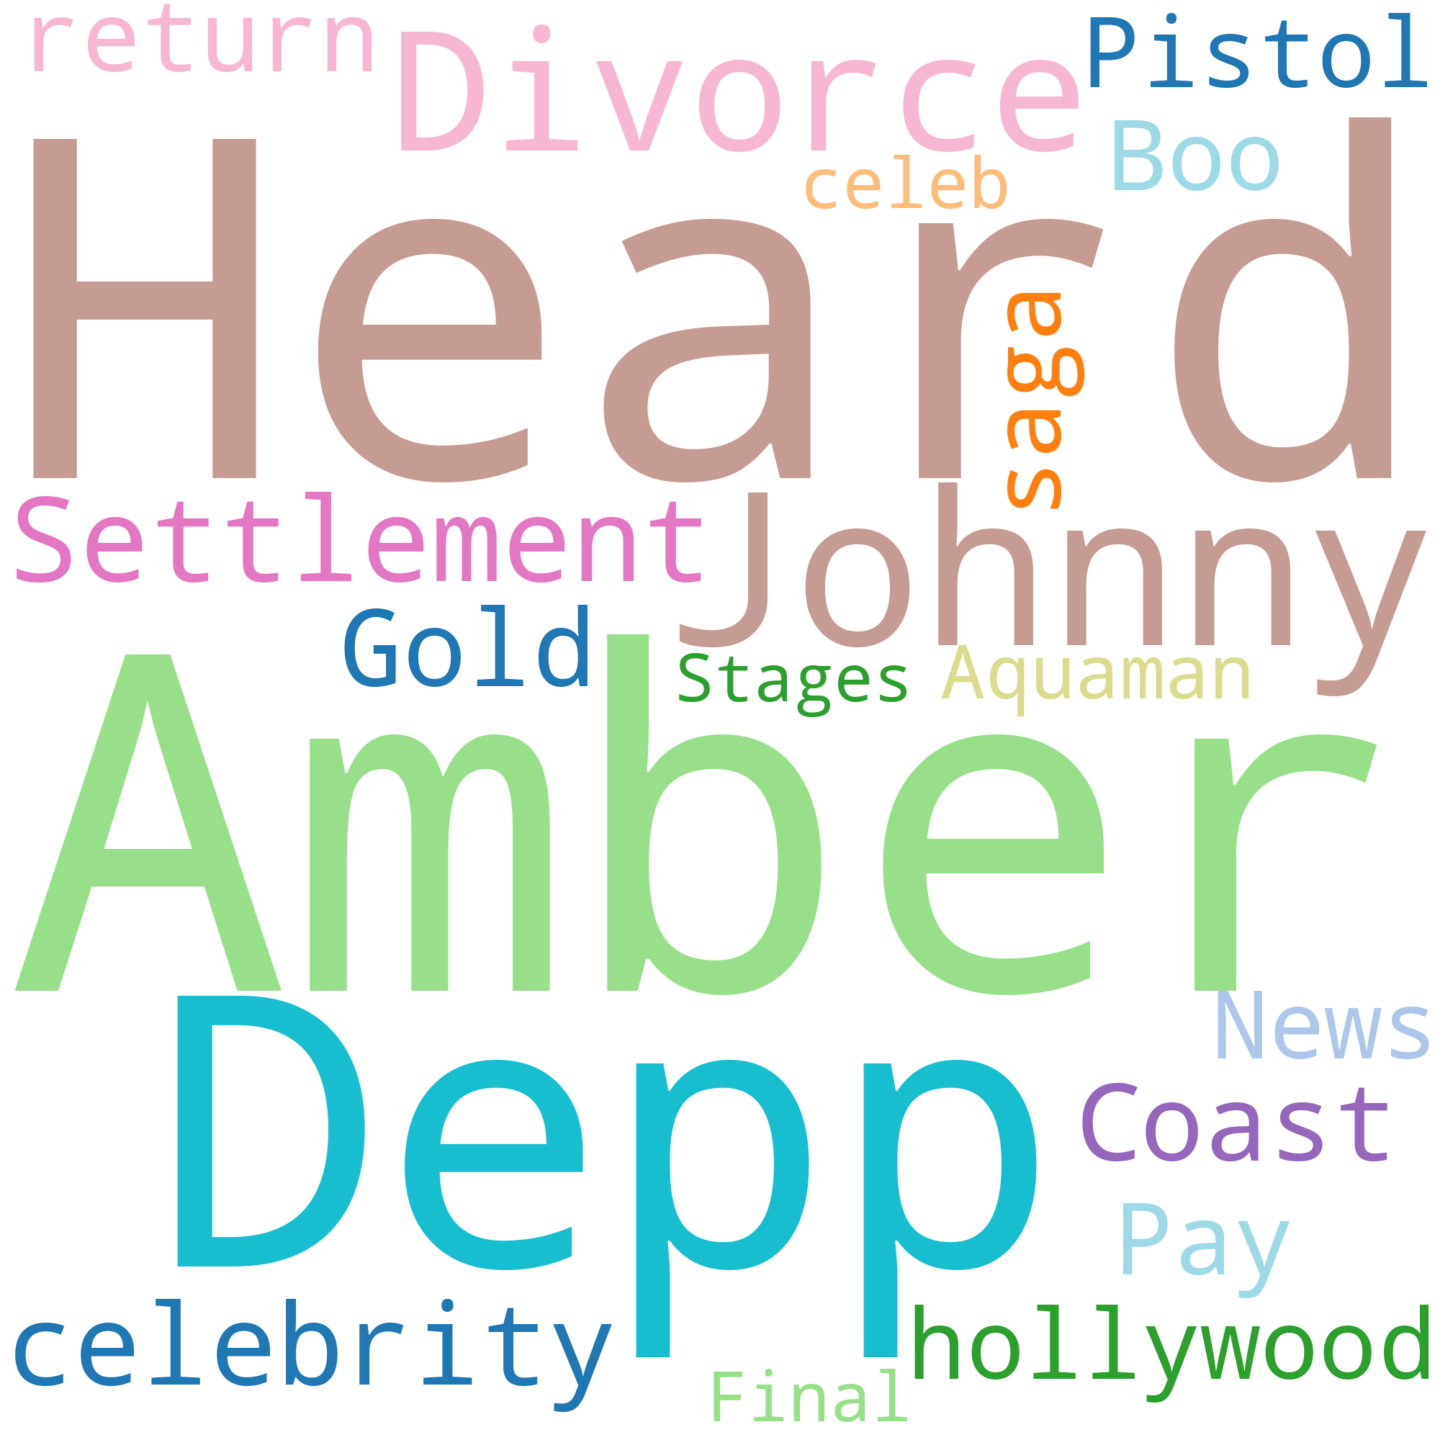 return
Divorce
Pistol
Boo
celeb
Heard
saga
Settlement
Johnny
Gold
Stages
Aquaman
Amber
News
Depp
Coast
Pay
celebrity
hollywood
Final